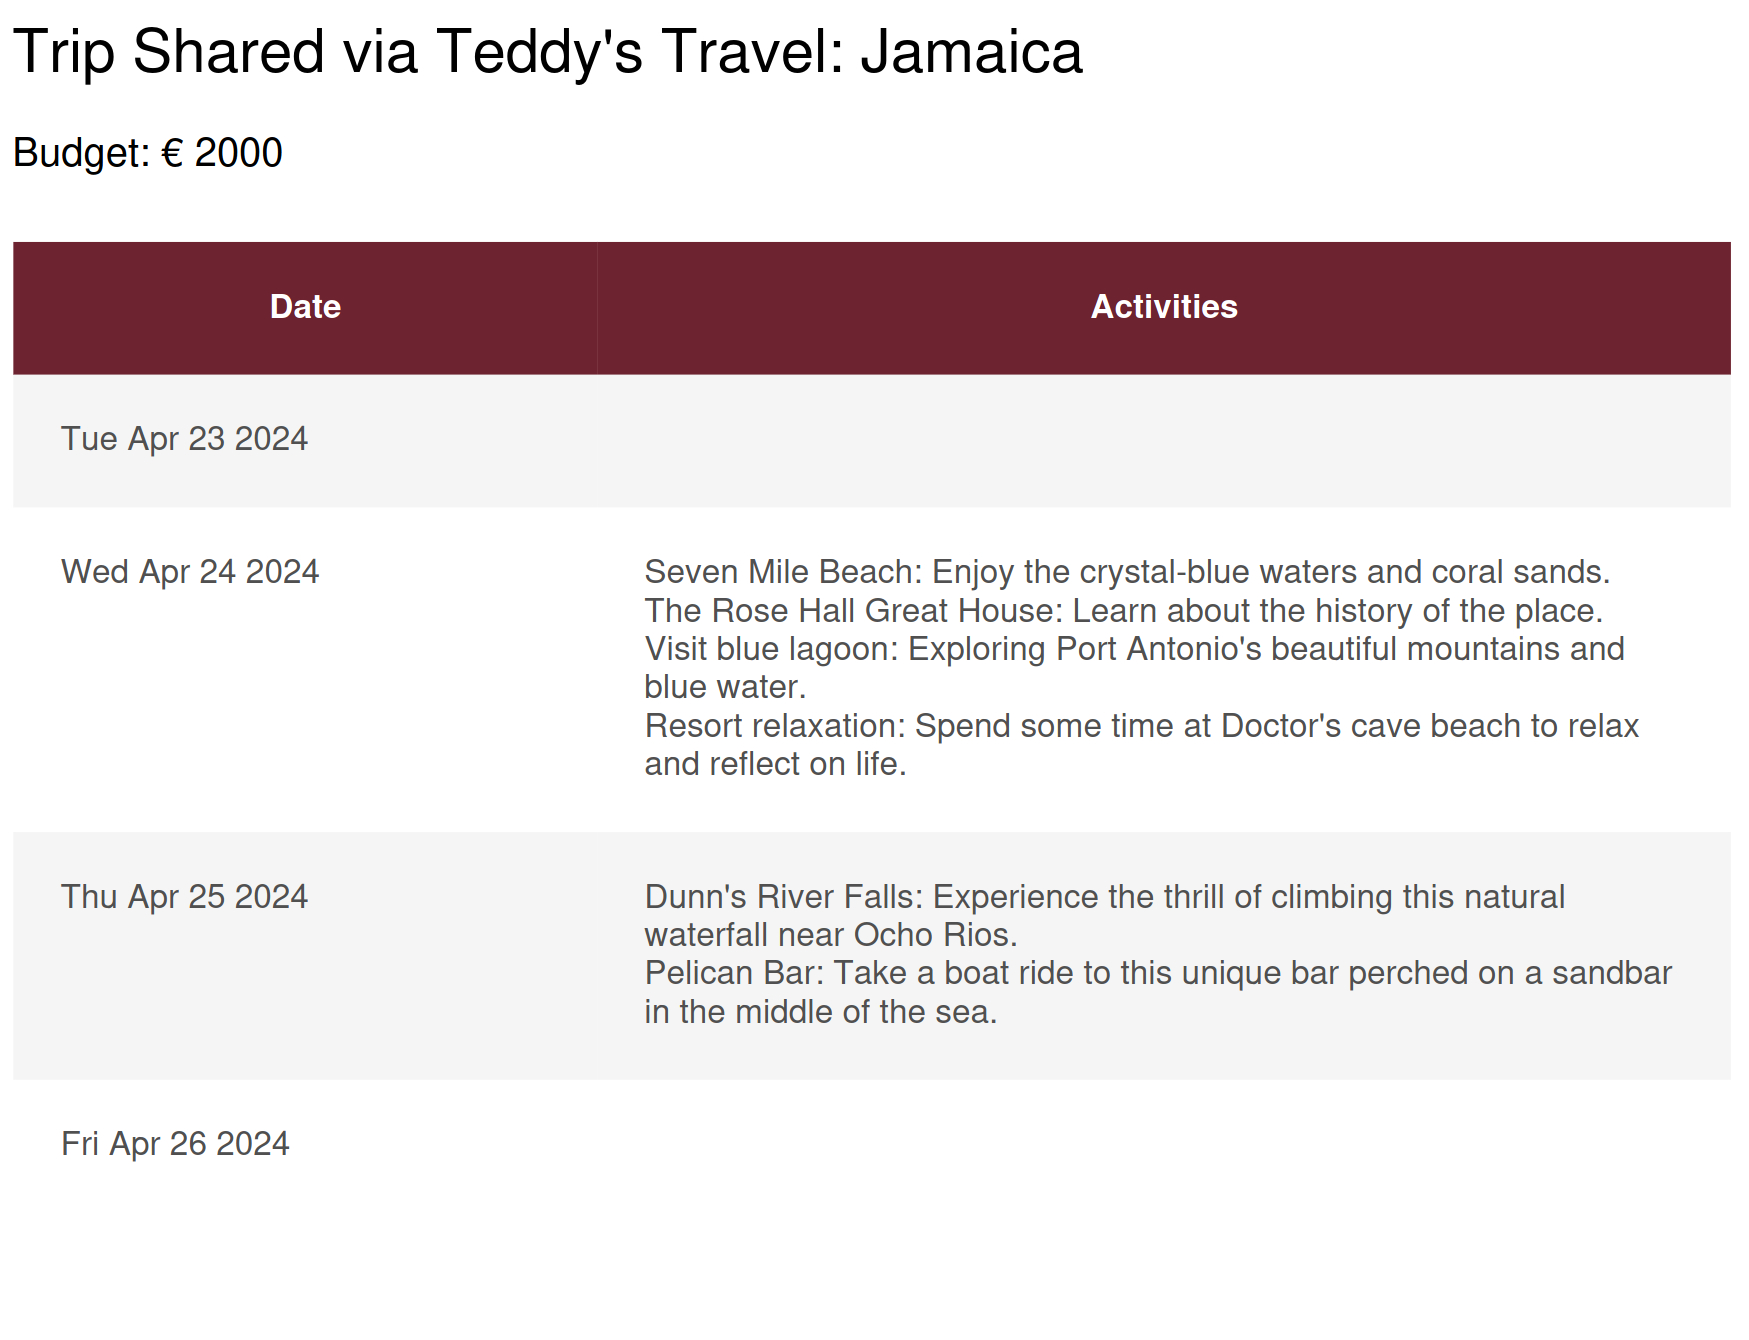 Trip Shared via Teddy's Travel: Jamaica
Budget: € 2000
Date Activities
Tue Apr 23 2024
Wed Apr 24 2024 Seven Mile Beach: Enjoy the crystal-blue waters and coral sands.
The Rose Hall Great House: Learn about the history of the place.
Visit blue lagoon: Exploring Port Antonio's beautiful mountains and
blue water.
Resort relaxation: Spend some time at Doctor's cave beach to relax
and reflect on life.
Thu Apr 25 2024 Dunn's River Falls: Experience the thrill of climbing this natural
waterfall near Ocho Rios.
Pelican Bar: Take a boat ride to this unique bar perched on a sandbar
in the middle of the sea.
Fri Apr 26 2024